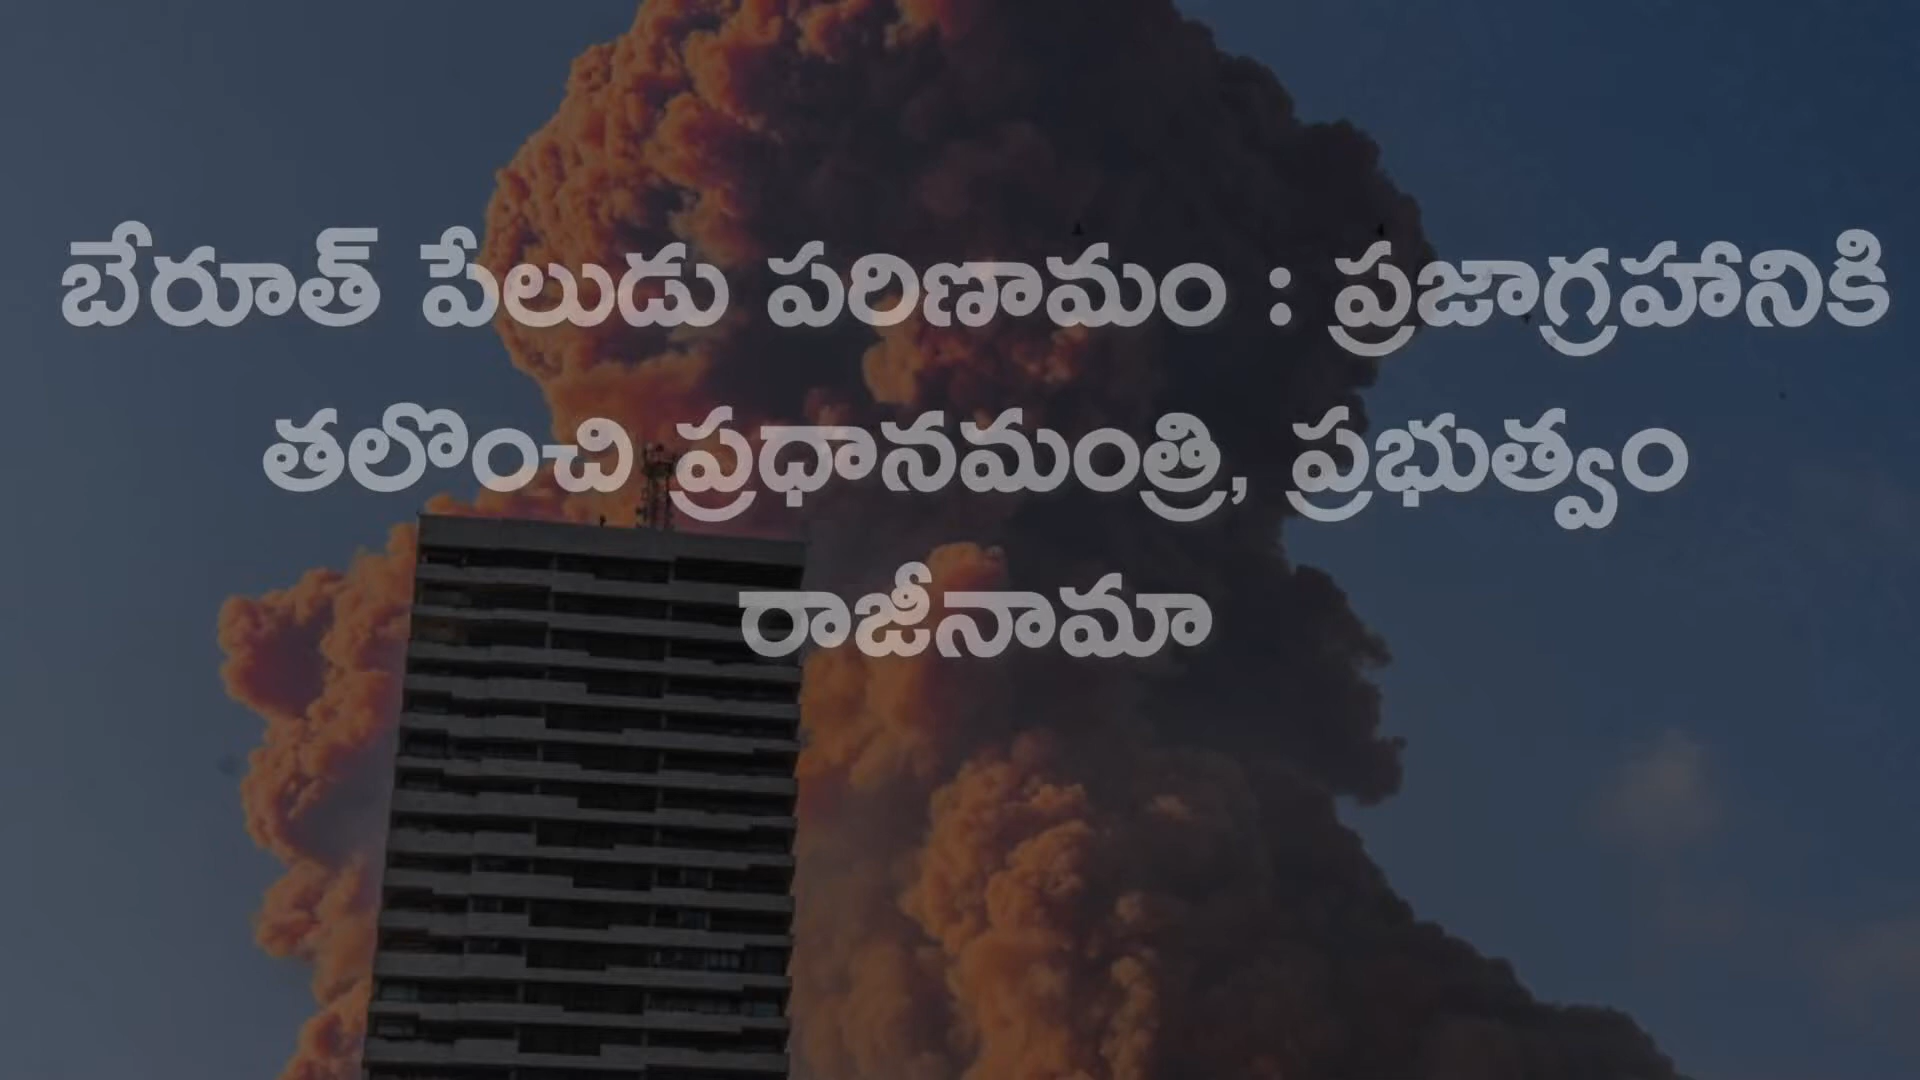 బేరూత్ పేలుడు పరిణామం : ప్రజాగ్రహానికి
తలొంచి ప్రధానమంత్రి, ప్రభుత్వం
రాజీనామా